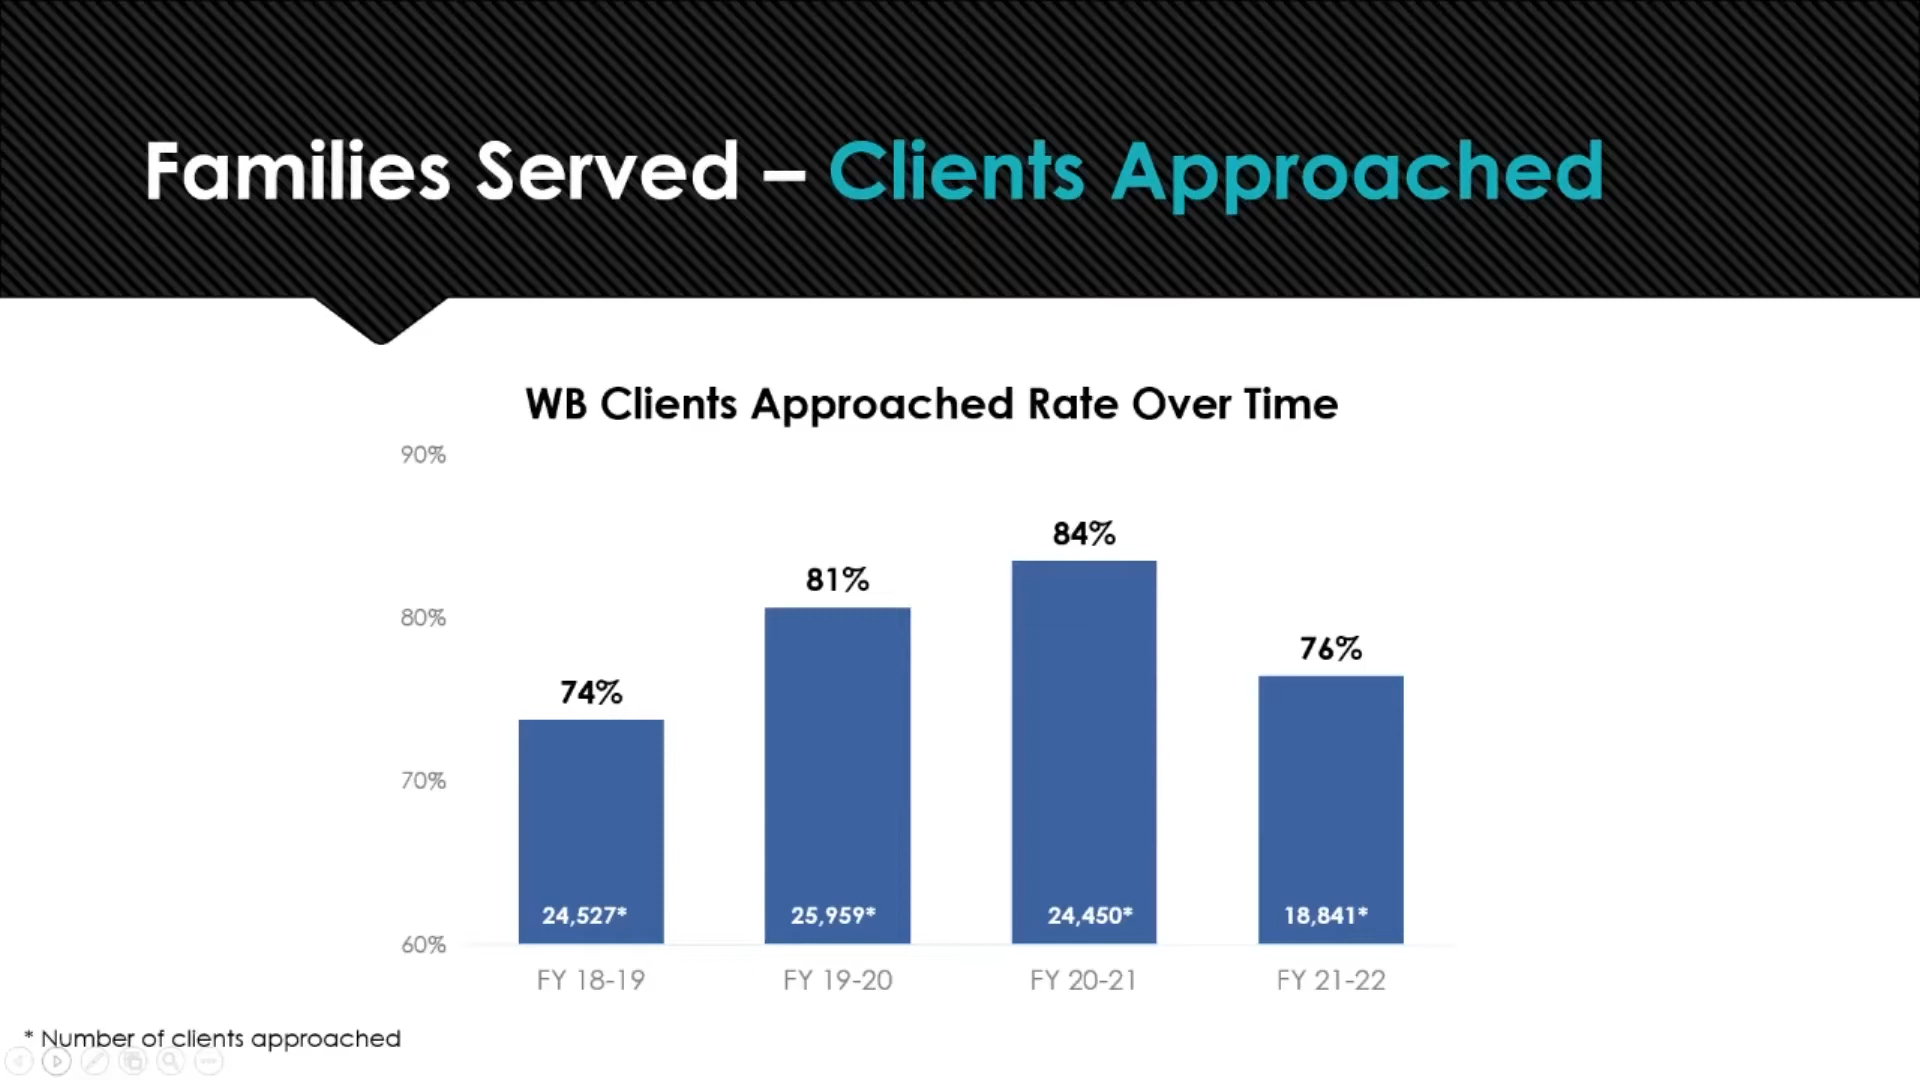 Families Served – Clients Approached
WB Clients Approached Rate Over Time
90%
80%
70%
60%
74%
81%
84%
76%
24,527*
25,959*
24,450*
18,841*
FY 18-19
FY 19-20
FY 20-21
FY 21-22
* Number of clients approached